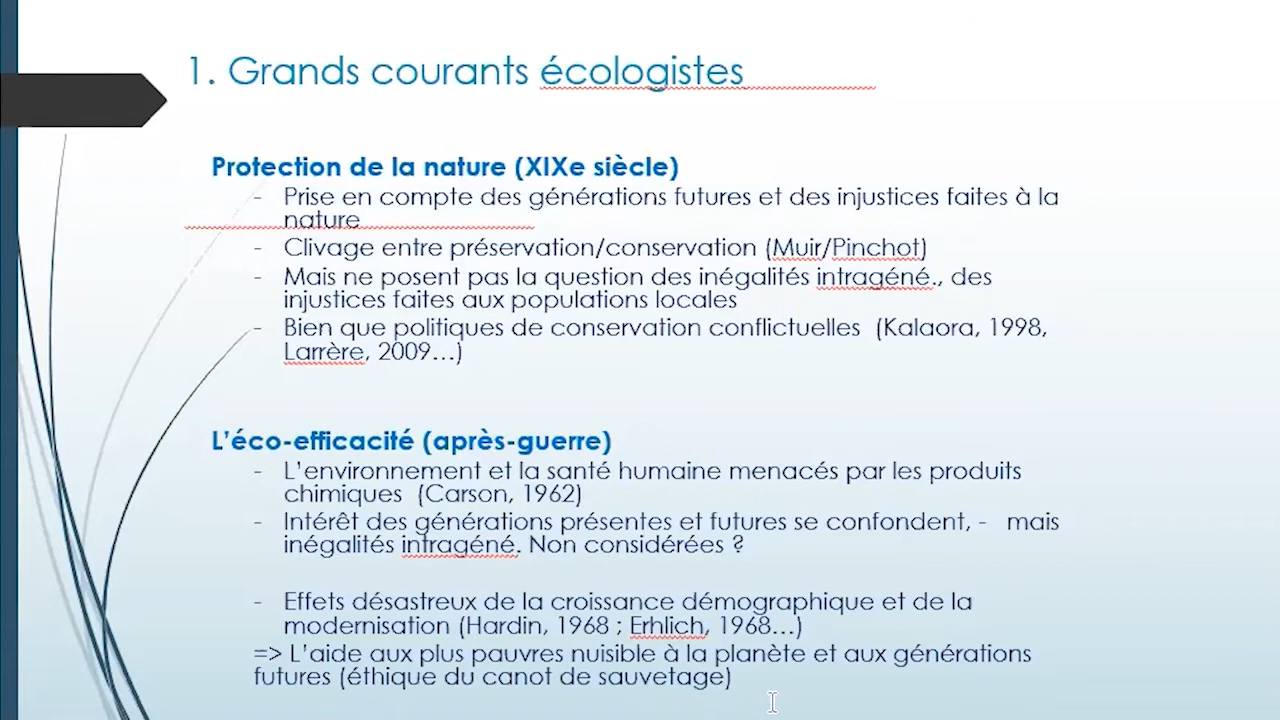 1. Grands courants écologistes
Protection de la nature (XIXe siècle)
- Prise en compte des générations futures et des injustices faites à la
nature
- Clivage entre préservation/conservation (Muir/Pinchot)
- Mais ne posent pas la question des inégalités intragéné., des
injustices faites aux populations locales
- Bien que politiques de conservation conflictuelles (Kalaora, 1998,
Larrère, 2009…)
L'éco-efficacité (après-guerre)
- L'environnement et la santé humaine menacés par les produits
chimiques (Carson, 1962)
- Intérêt des générations présentes et futures se confondent, - mais
inégalités intragéné. Non considérées ?
- Effets désastreux de la croissance démographique et de la
modernisation (Hardin, 1968 ; Erhlich, 1968…)
=> L'aide aux plus pauvres nuisible à la planète et aux générations
futures (éthique du canot de sauvetage)